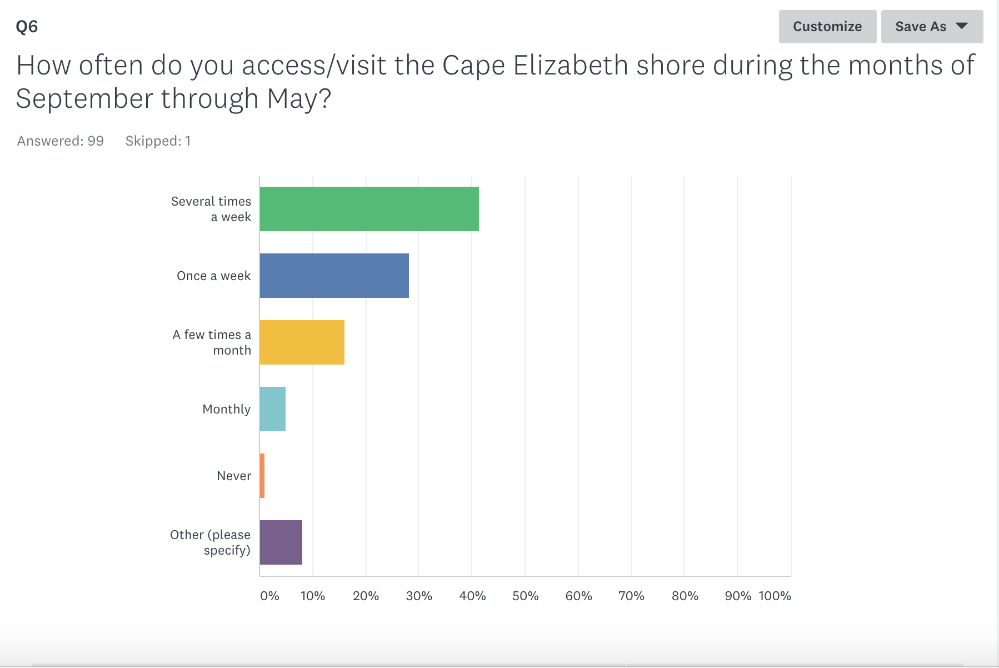 Q6
Customize
Save As
How often do you access/visit the Cape Elizabeth shore during the months of
September through May?
Answered: 99 Skipped: 1
Several times
a week
Once a week
A few times a
month
Monthly
Never
Other (please
specify)
0% 10% 20% 30% 40% 50% 60% 70% 80% 90% 100%